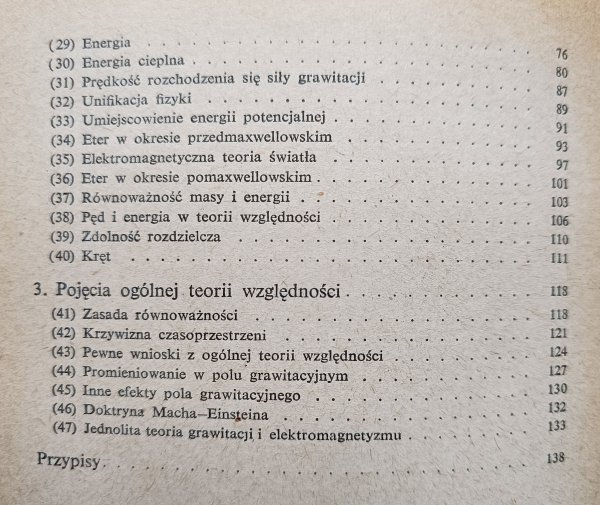 (29) Energia . . . . . . . . . . . . . . . . . . . . 76
(30) Energia cieplna . . . . . . . . . . . . . . . . . . . . 80
(31) Prędkość rozchodzenia się siły grawitacji . . . . . . . . . . 87
(32) Unifikacja fizyki . . . . . . . . . . . . . . . . . . . . 89
(33) Umiejscowienie energii potencjalnej . . . . . . . . . . . . 91
(34) Eter w okresie przedmaxwellowskim . . . . . . . . . . . . 93
(35) Elektromagnetyczna teoria światła . . . . . . . . . . . . 97
(36) Eter w okresie pomaxwellowskim . . . . . . . . . . . . . 101
(37) Równoważność masy i energii . . . . . . . . . . . . . . 103
(38) Pęd i energia w teorii względności . . . . . . . . . . . . 106
(39) Zdolność rozdzielcza . . . . . . . . . . . . . . . . . . 110
(40) Kręt . . . . . . . . . . . . . . . . . . . . . . . 111
3. Pojęcia ogólnej teorii względności . . . . . . . . . . . . 118
(41) Zasada równoważności . . . . . . . . . . . . . . . . . 118
(42) Krzywizna czasoprzestrzeni . . . . . . . . . . . . . . . 121
(43) Pewne wnioski z ogólnej teorii względności . . . . . . . . . 124
(44) Promieniowanie w polu grawitacyjnym . . . . . . . . . . . 127
(45) Inne efekty pola grawitacyjnego . . . . . . . . . . . . . 130
(46) Doktryna Macha–Einsteina . . . . . . . . . . . . . . . 132
(47) Jednolita teoria grawitacji i elektromagnetyzmu . . . . . . . 133
Przypisy . . . . . . . . . . . . . . . . . . . . . . . 138